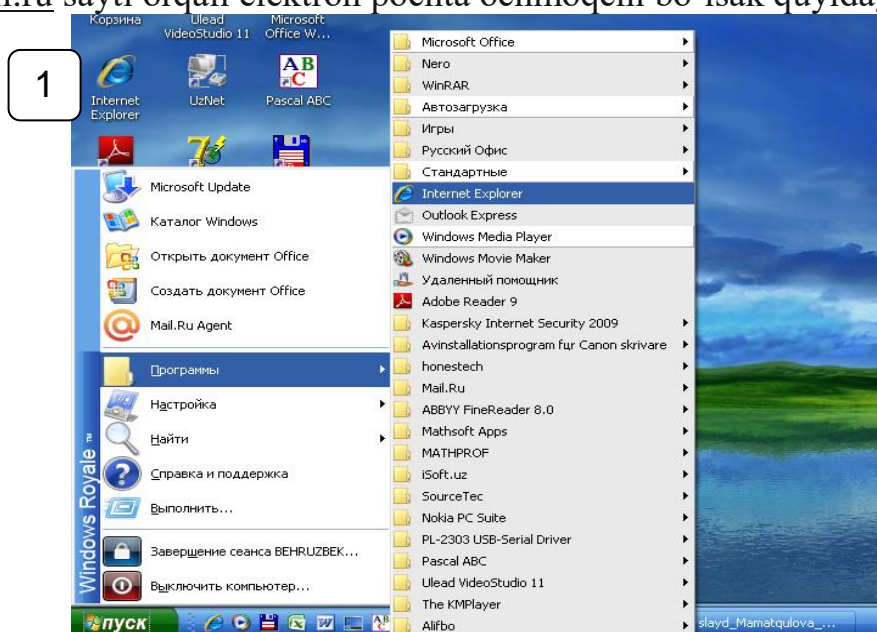 .ru sayti orqali elektron pochta ochmoqchi bo'lsak quyida
1
Корзина
Ulead VideoStudio 11
Microsoft Office W...
Internet Explorer
UzNet
Pascal ABC
Microsoft Update
Каталог Windows
Открыть документ Office
Создать документ Office
Mail.Ru Agent
Программы
Настройка
Найти
Справка и поддержка
Выполнить...
Завершение сеанса BEHRUZBEK...
Выключить компьютер...
Windows Royale ™
Microsoft Office
Nero
WinRAR
Автозагрузка
Игры
Русский Офис
Стандартные
Internet Explorer
Outlook Express
Windows Media Player
Windows Movie Maker
Удаленный помощник
Adobe Reader 9
Kaspersky Internet Security 2009
Avinstallationsprogram fцr Canon skrivare
honestech
Mail.Ru
ABBYY FineReader 8.0
Mathsoft Apps
MATHPROF
iSoft.uz
SourceTec
Nokia PC Suite
PL-2303 USB-Serial Driver
Pascal ABC
Ulead VideoStudio 11
The KMPlayer
Alifbo
пуск
slayd_Mamatqulova_...